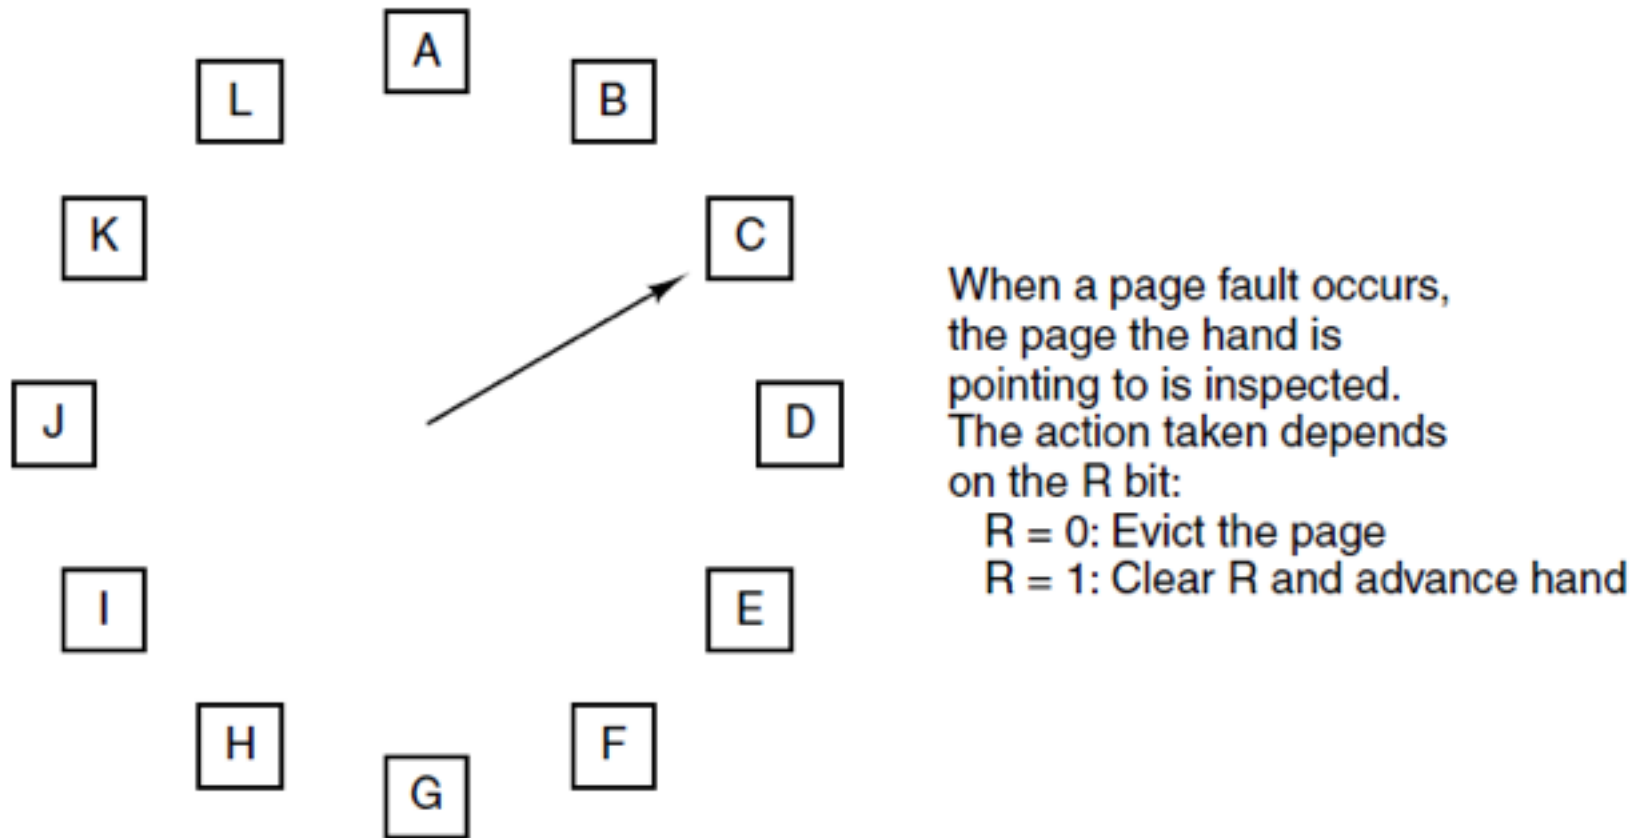 A
L
B
K
C
When a page fault occurs,
the page the hand is
J
D
pointing to is inspected.
The action taken depends
on the R bit:
R = 0: Evict the page
I
E
R = 1: Clear R and advance hand
H
F
G